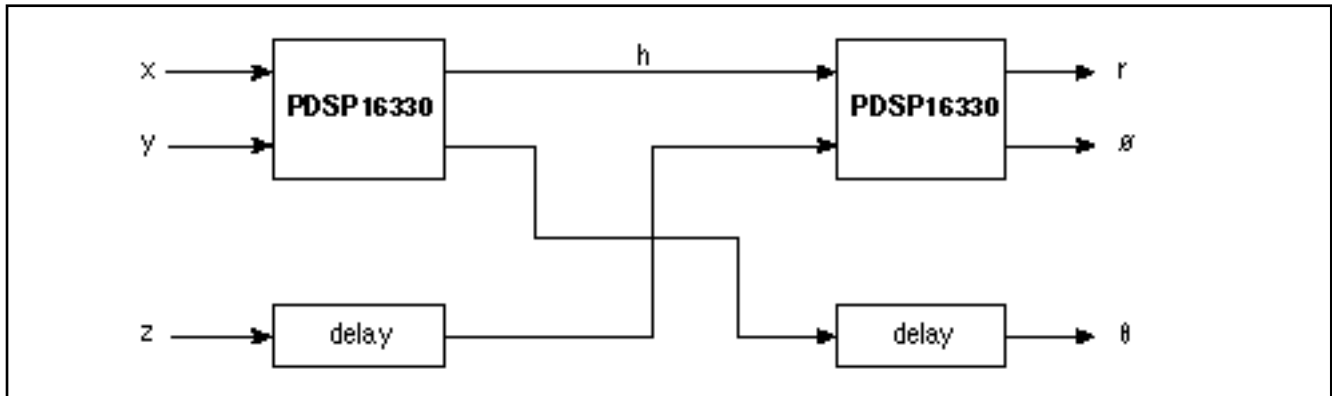 x
h
r
PDSP16330
PDSP16330
y
ø
z
delay
delay
θ